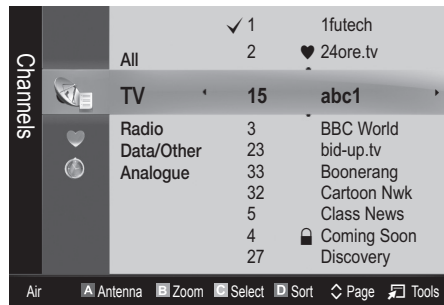 Channels
✓ 1 1futech
All 2 ♥ 24ore.tv
TV 15 abc1
Radio 3 BBC World
Data/Other 23 bid-up.tv
Analogue 33 Boonerang
32 Cartoon Nwk
5 Class News
4 Coming Soon
27 Discovery
Air A Antenna B Zoom C Select D Sort Page Tools